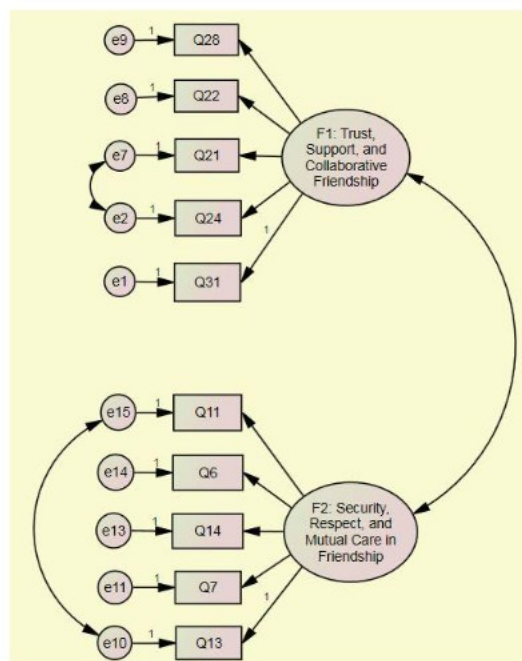 e9 1 Q28
e8 1 Q22
e7 1 Q21
e2 1 Q24
e1 1 Q31
1
F1: Trust,
Support, and
Collaborative
Friendship
e15 1 Q11
e14 1 Q6
e13 1 Q14
e11 1 Q7
e10 1 Q13
1
F2: Security,
Respect, and
Mutual Care in
Friendship